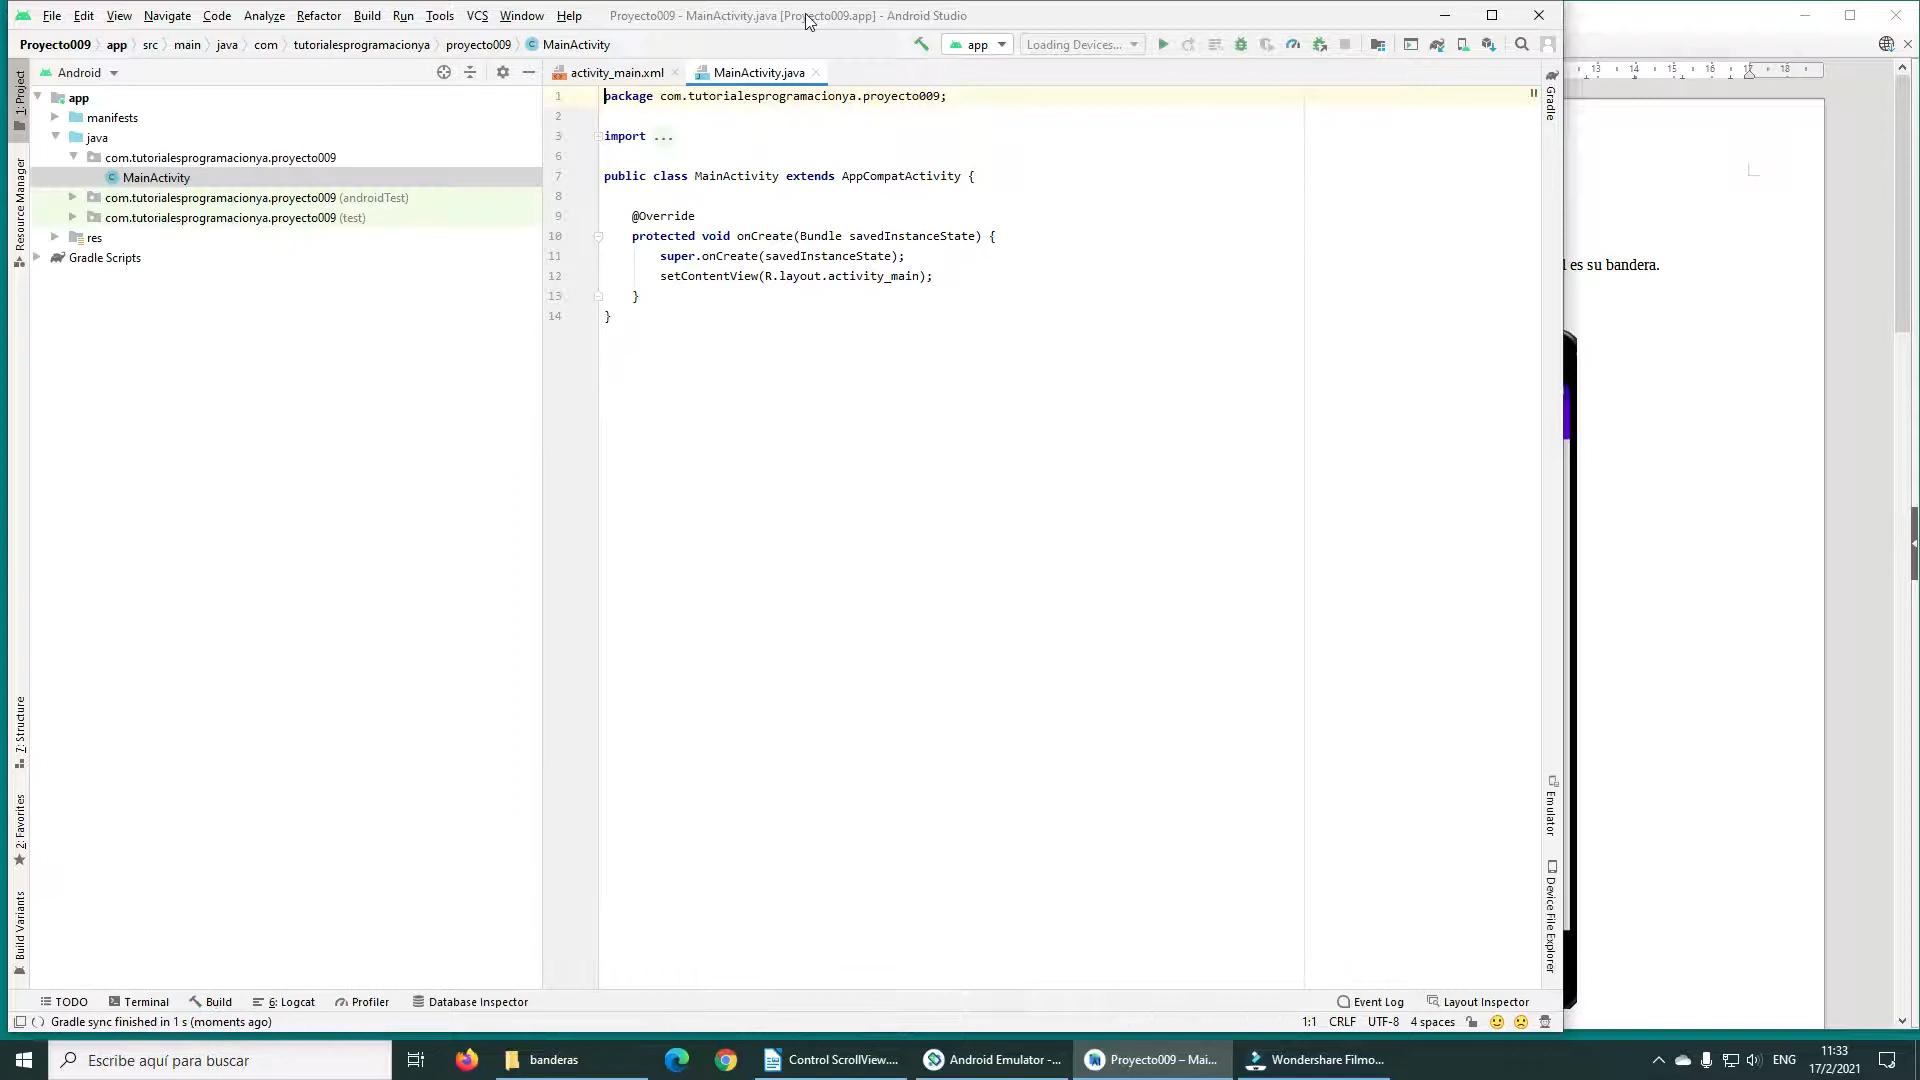 File Edit View Navigate Code Analyze Refactor Build Run Tools VCS Window Help Proyecto009 - MainActivity.java [Proyecto009.app] - Android Studio
Proyecto009 app src main java com tutorialesprogramacionya proyecto009 MainActivity app Loading Devices...
Android activity_main.xml MainActivity.java
13 14 15 16 17 18
1: Project
Resource Manager
7: Structure
2: Favorites
Build Variants
app
manifests
java
com.tutorialesprogramacionya.proyecto009
MainActivity
com.tutorialesprogramacionya.proyecto009 (androidTest)
com.tutorialesprogramacionya.proyecto009 (test)
res
Gradle Scripts
1 package com.tutorialesprogramacionya.proyecto009;
2
3 import ...
6
7 public class MainActivity extends AppCompatActivity {
8
9 @Override
10 protected void onCreate(Bundle savedInstanceState) {
11 super.onCreate(savedInstanceState);
12 setContentView(R.layout.activity_main);
13 }
14 }
Gradle
Emulator
Device File Explorer
es su bandera.
TODO Terminal Build 6: Logcat Profiler Database Inspector Event Log Layout Inspector
Gradle sync finished in 1 s (moments ago) 1:1 CRLF UTF-8 4 spaces
Escribe aquí para buscar banderas Control ScrollView.... Android Emulator -... Proyecto009 – Mai... Wondershare Filmo... ENG 11:33
17/2/2021